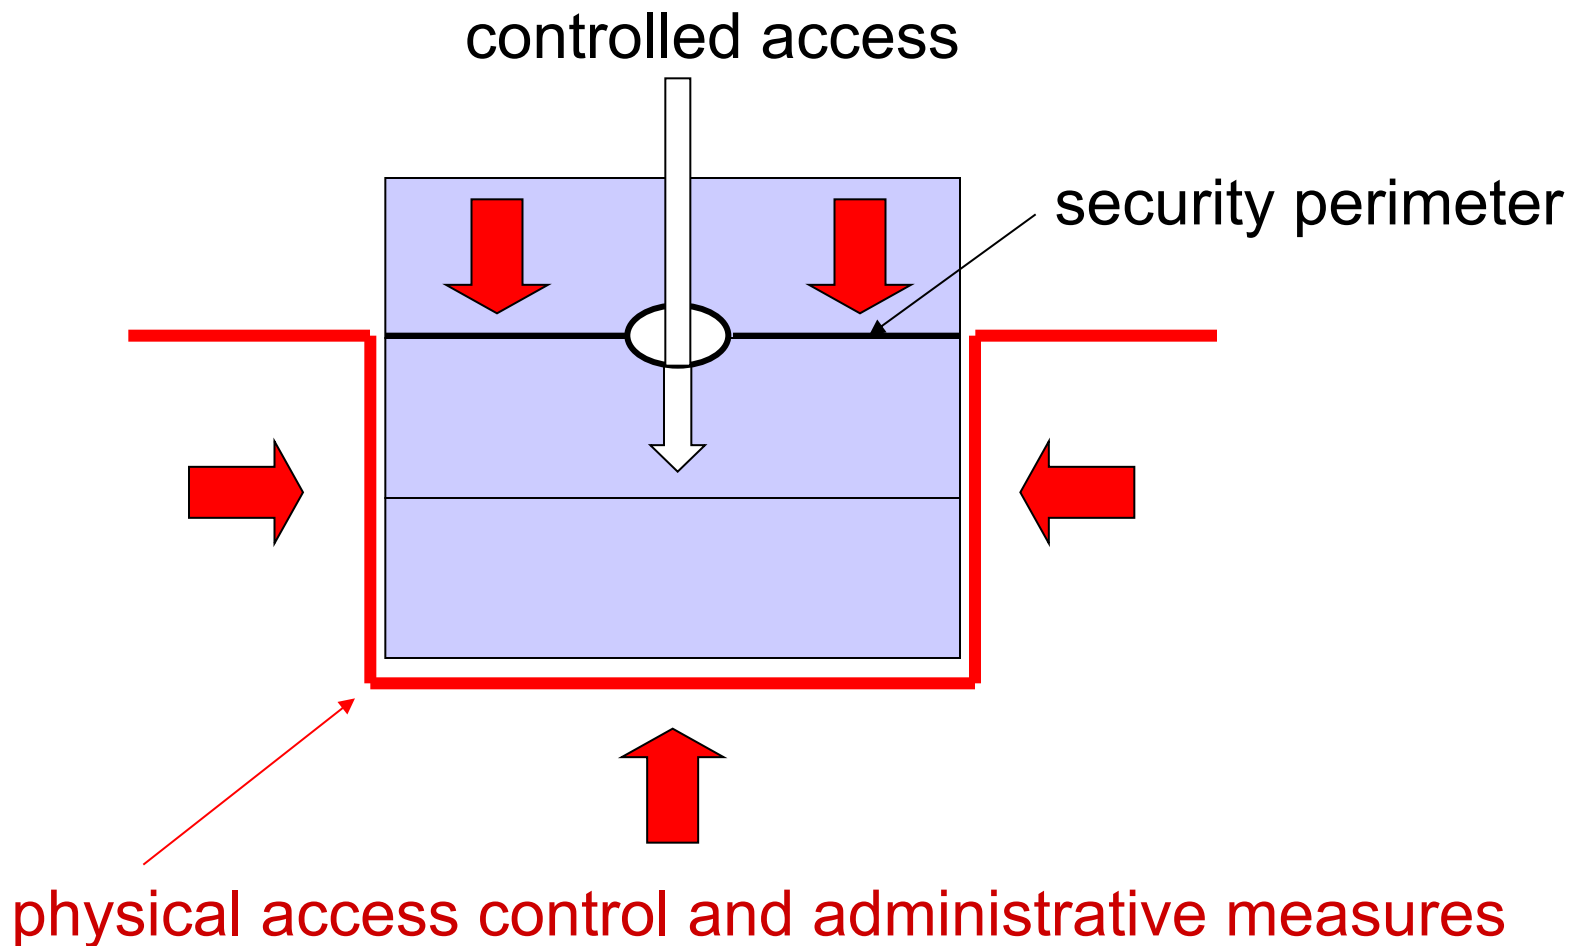 controlled access
security perimeter
physical access control and administrative measures